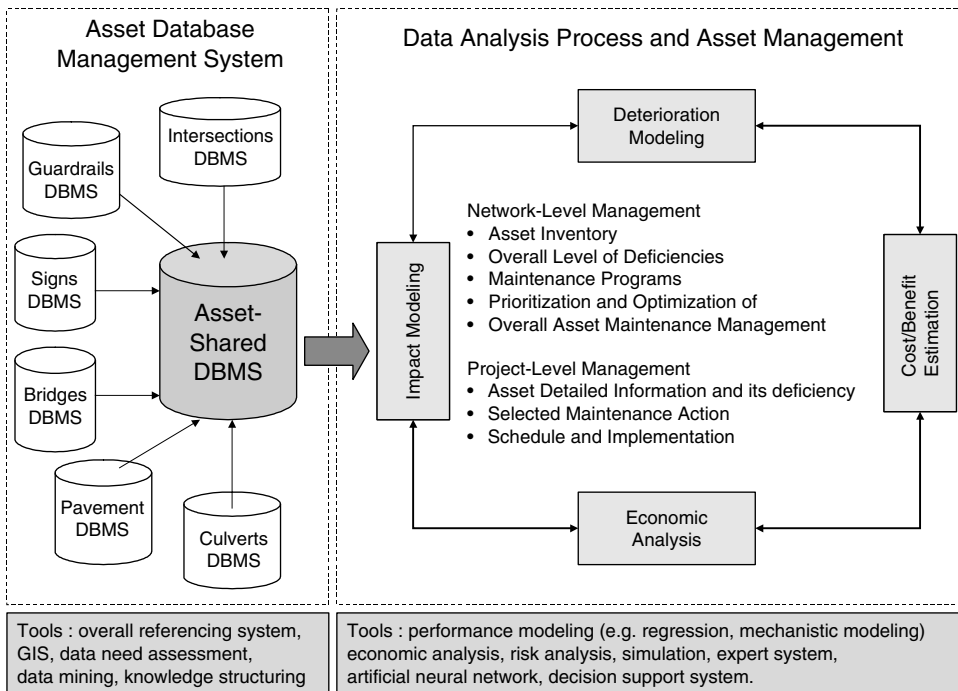 Asset Database
Management System
Intersections
DBMS
Guardrails
DBMS
Signs
DBMS
Asset-
Shared
DBMS
Bridges
DBMS
Pavement
DBMS
Culverts
DBMS
Data Analysis Process and Asset Management
Deterioration
Modeling
Impact Modeling
Network-Level Management
• Asset Inventory
• Overall Level of Deficiencies
• Maintenance Programs
• Prioritization and Optimization of
• Overall Asset Maintenance Management
Project-Level Management
• Asset Detailed Information and its deficiency
• Selected Maintenance Action
• Schedule and Implementation
Cost/Benefit
Estimation
Economic
Analysis
Tools : overall referencing system,
GIS, data need assessment,
data mining, knowledge structuring
Tools : performance modeling (e.g. regression, mechanistic modeling)
economic analysis, risk analysis, simulation, expert system,
artificial neural network, decision support system.